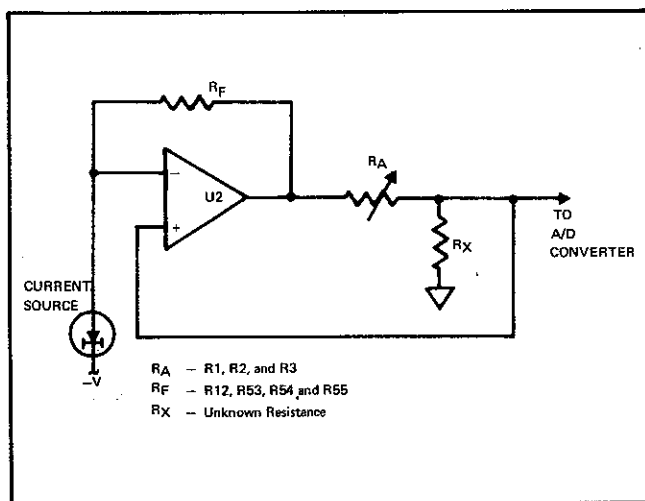 RF
RA
U2
−
+
RX
TO
A/D
CONVERTER
CURRENT
SOURCE
−V
RA – R1, R2, and R3
RF – R12, R53, R54 and R55
RX – Unknown Resistance